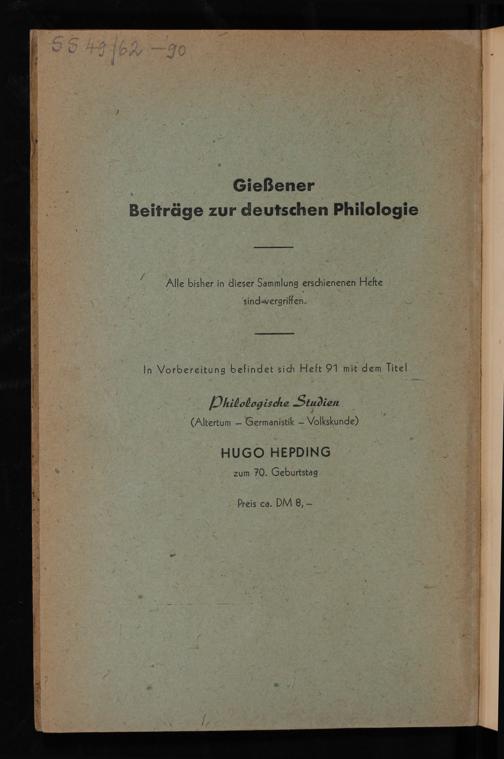 SS 49/62 – 90
Gießener
Beiträge zur deutschen Philologie
Alle bisher in dieser Sammlung erschienenen Hefte
sind vergriffen.
In Vorbereitung befindet sich Heft 91 mit dem Titel
Philologische Studien
(Altertum – Germanistik – Volkskunde)
HUGO HEPDING
zum 70. Geburtstag
Preis ca. DM 8,–